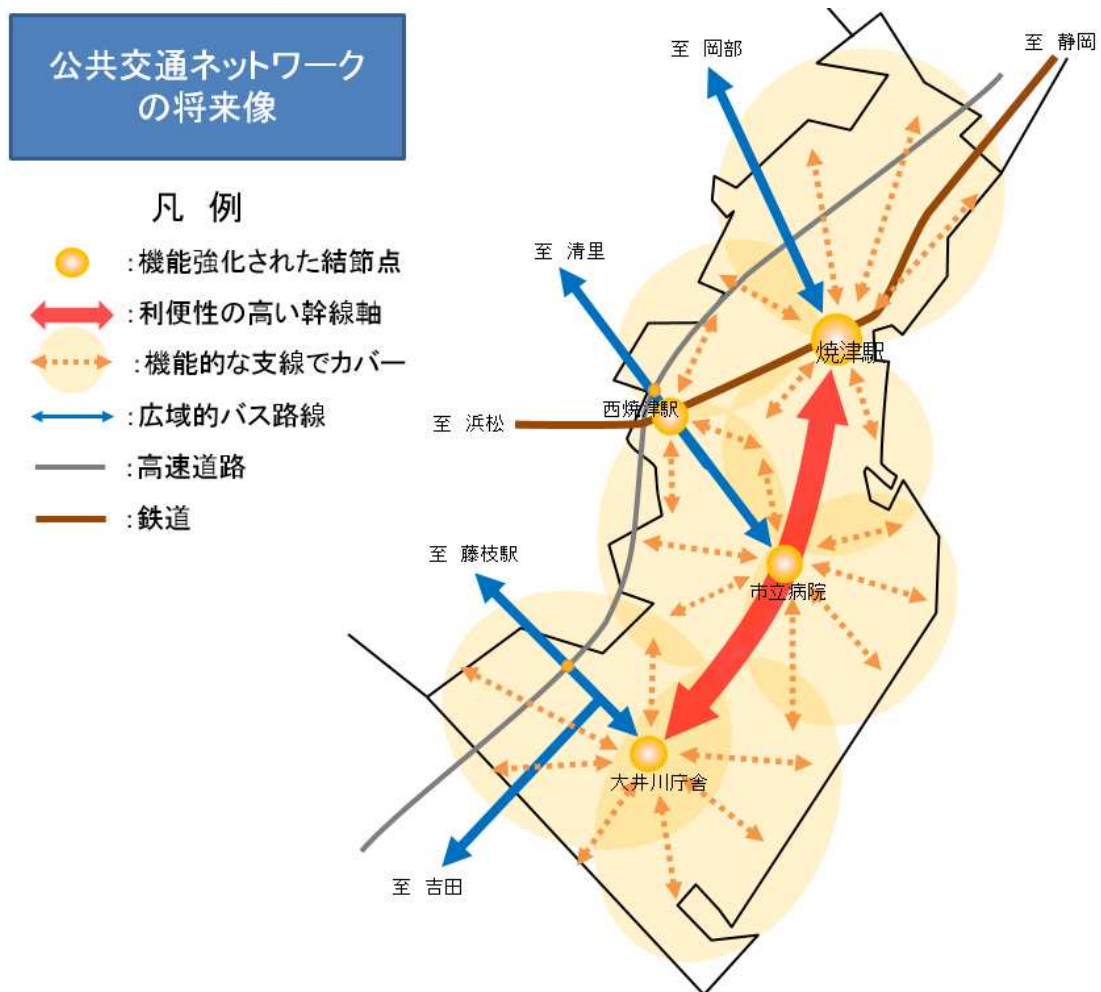 公共交通ネットワーク
の将来像
凡 例
:機能強化された結節点
:利便性の高い幹線軸
:機能的な支線でカバー
:広域的バス路線
:高速道路
:鉄道
至 岡部
至 静岡
至 清里
焼津駅
西焼津駅
至 浜松
至 藤枝駅
市立病院
大井川庁舎
至 吉田